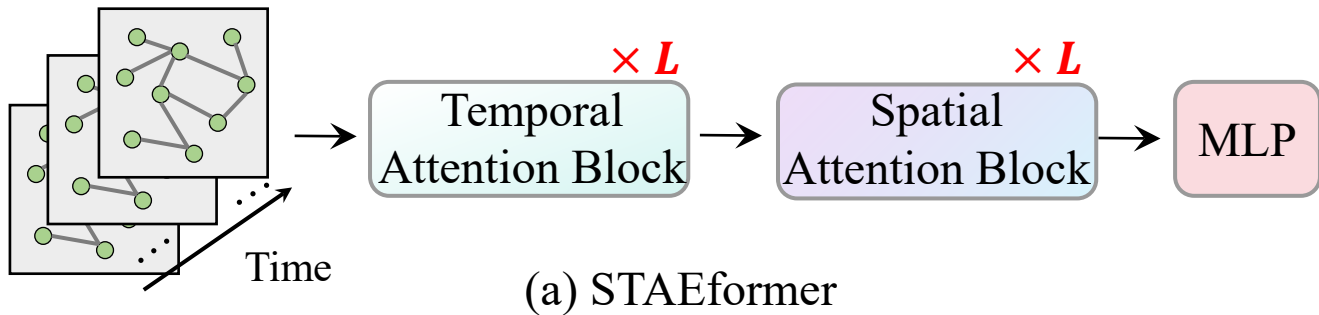 × L
Temporal
Attention Block
× L
Spatial
Attention Block
MLP
Time
(a) STAEformer